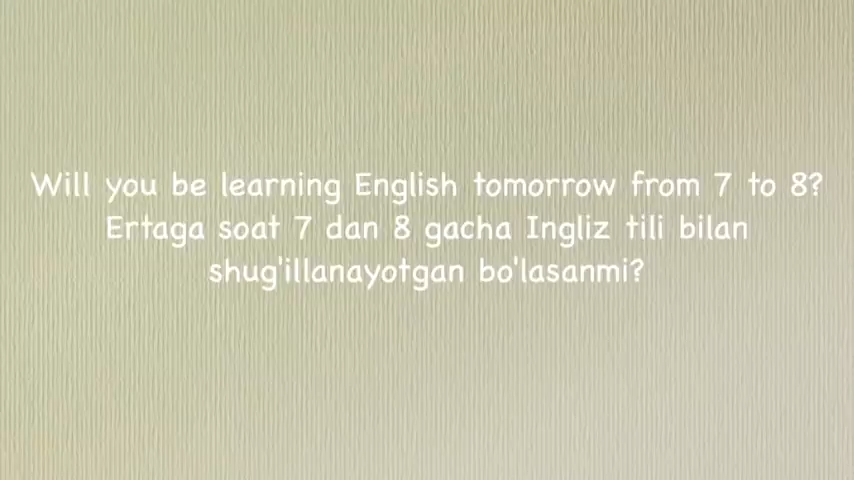 Will you be learning English tomorrow from 7 to 8?
Ertaga soat 7 dan 8 gacha Ingliz tili bilan
shug'illanayotgan bo'lasanmi?